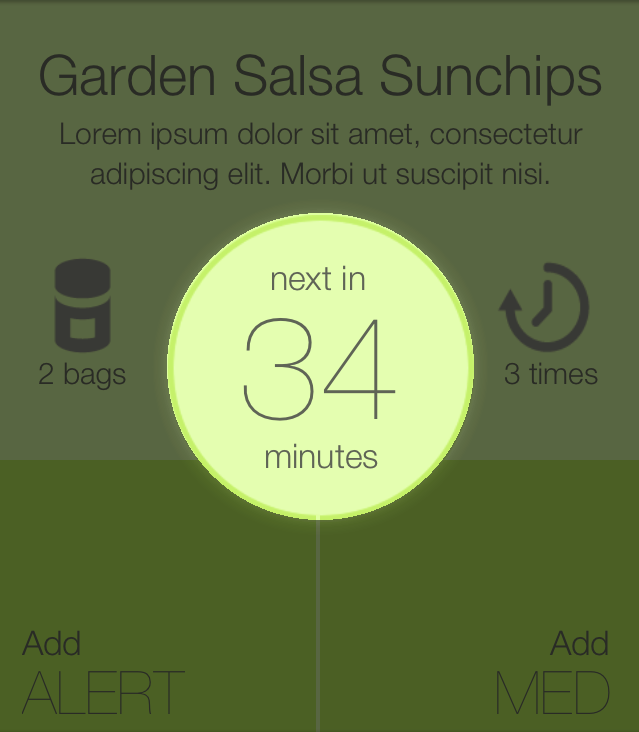 Garden Salsa Sunchips
Lorem ipsum dolor sit amet, consectetur
adipiscing elit. Morbi ut suscipit nisi.
next in
34
minutes
2 bags
3 times
Add
ALERT
Add
MED